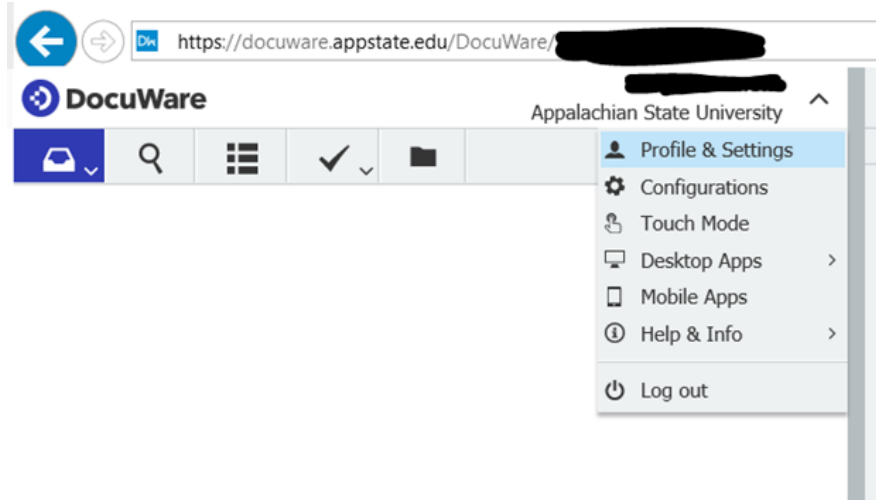 DW https://docuware.appstate.edu/DocuWare/
DocuWare
Appalachian State University
Profile & Settings
Configurations
Touch Mode
Desktop Apps
Mobile Apps
Help & Info
Log out